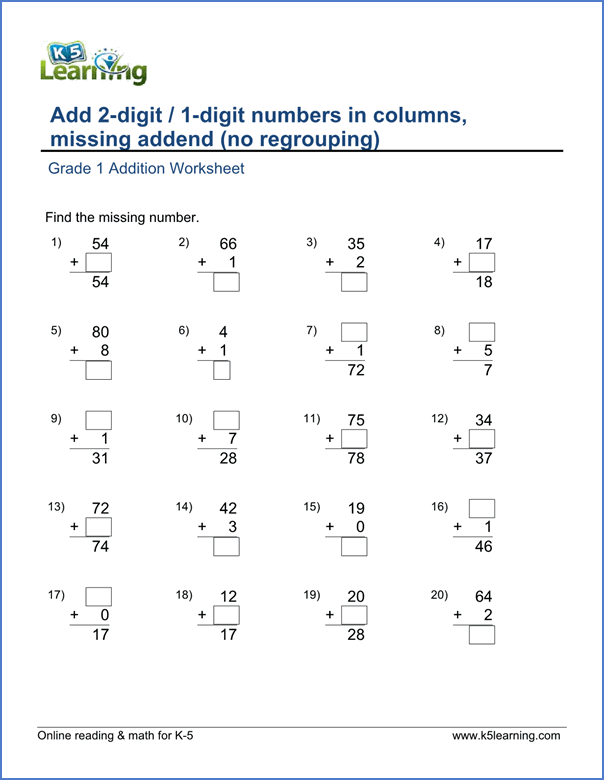 K5
Learning
Add 2-digit / 1-digit numbers in columns,
missing addend (no regrouping)
Grade 1 Addition Worksheet
Find the missing number.
1) 54 2) 66 3) 35 4) 17
+ + 1 + 2 +
54 18
5) 80 6) 4 7) 8)
+ 8 + 1 + 1 + 5
72 7
9) 10) 11) 75 12) 34
+ 1 + 7 + +
31 28 78 37
13) 72 14) 42 15) 19 16)
+ + 3 + 0 + 1
74 46
17) 18) 12 19) 20 20) 64
+ 0 + + + 2
17 17 28
Online reading & math for K-5 www.k5learning.com